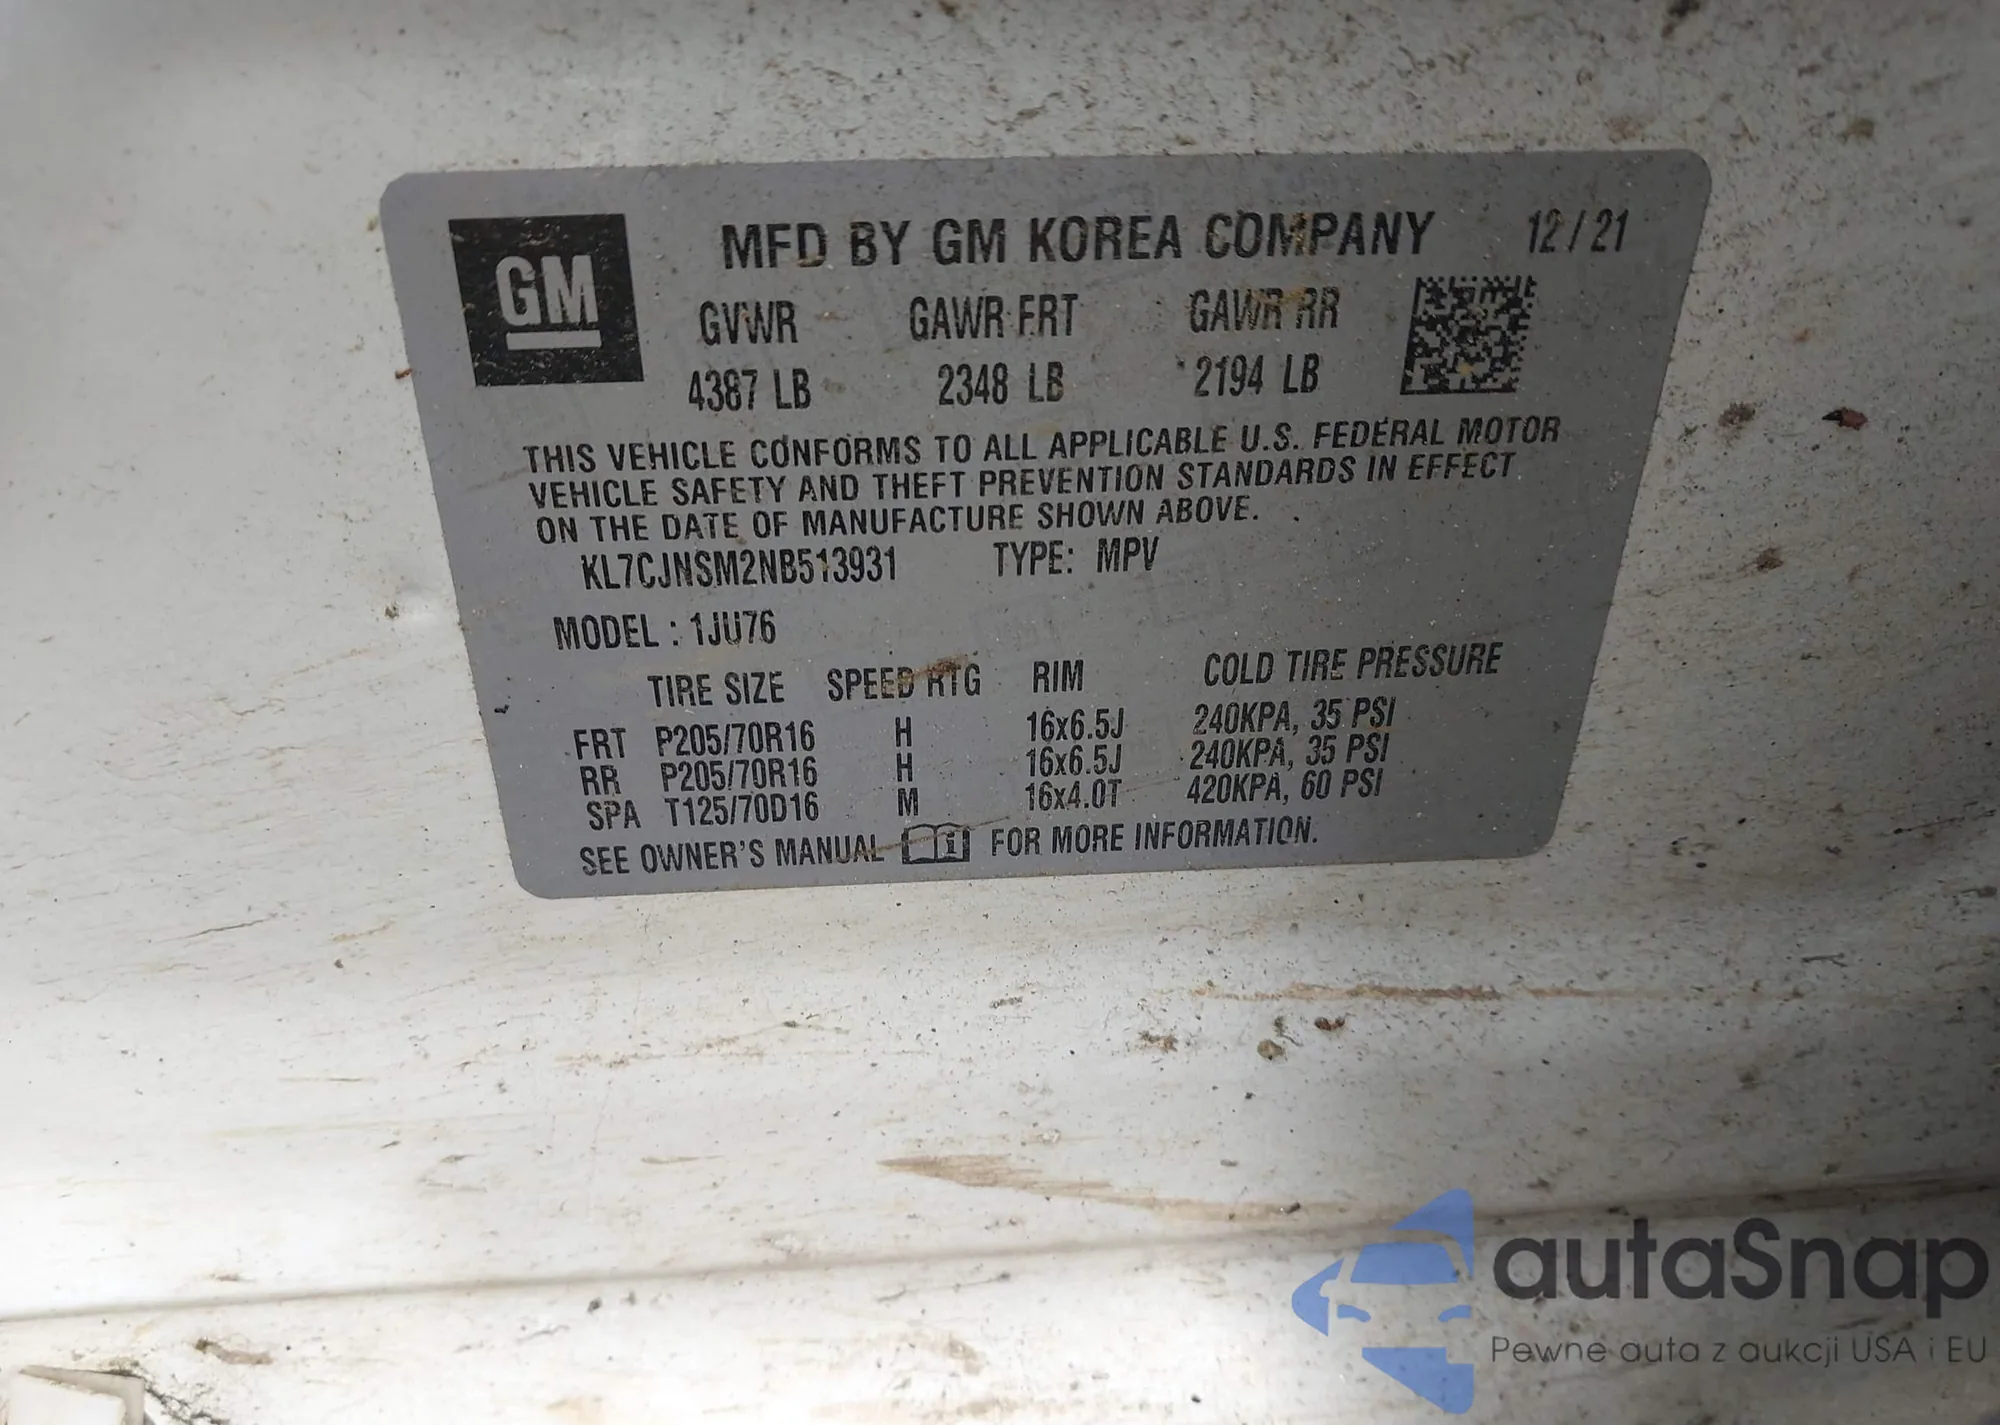 GM
MFD BY GM KOREA COMPANY 12/21
GVWR GAWR FRT GAWR RR
4387 LB 2348 LB 2194 LB
THIS VEHICLE CONFORMS TO ALL APPLICABLE U.S. FEDERAL MOTOR
VEHICLE SAFETY AND THEFT PREVENTION STANDARDS IN EFFECT
ON THE DATE OF MANUFACTURE SHOWN ABOVE.
KL7CJNSM2NB513931 TYPE: MPV
MODEL : 1JU76
TIRE SIZE SPEED RTG RIM COLD TIRE PRESSURE
FRT P205/70R16 H 16x6.5J 240KPA, 35 PSI
RR P205/70R16 H 16x6.5J 240KPA, 35 PSI
SPA T125/70D16 M 16x4.0T 420KPA, 60 PSI
SEE OWNER'S MANUAL i FOR MORE INFORMATION.
autaSnap
Pewne auta z aukcji USA i EU